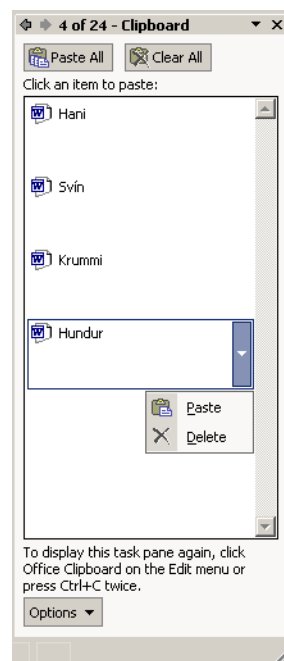 4 of 24 - Clipboard
Paste All Clear All
Click an item to paste:
Hani
Svín
Krummi
Hundur
Paste
Delete
To display this task pane again, click
Office Clipboard on the Edit menu or
press Ctrl+C twice.
Options